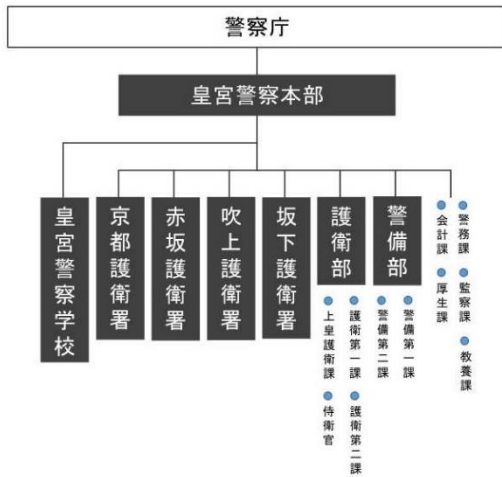 警察庁
皇宮警察本部
皇宮警察学校
京都護衛署
赤坂護衛署
吹上護衛署
坂下護衛署
護衛部
警備部
警務課
監察課
教養課
会計課
厚生課
警備第一課
警備第二課
護衛第一課
護衛第二課
上皇護衛課
侍衛官